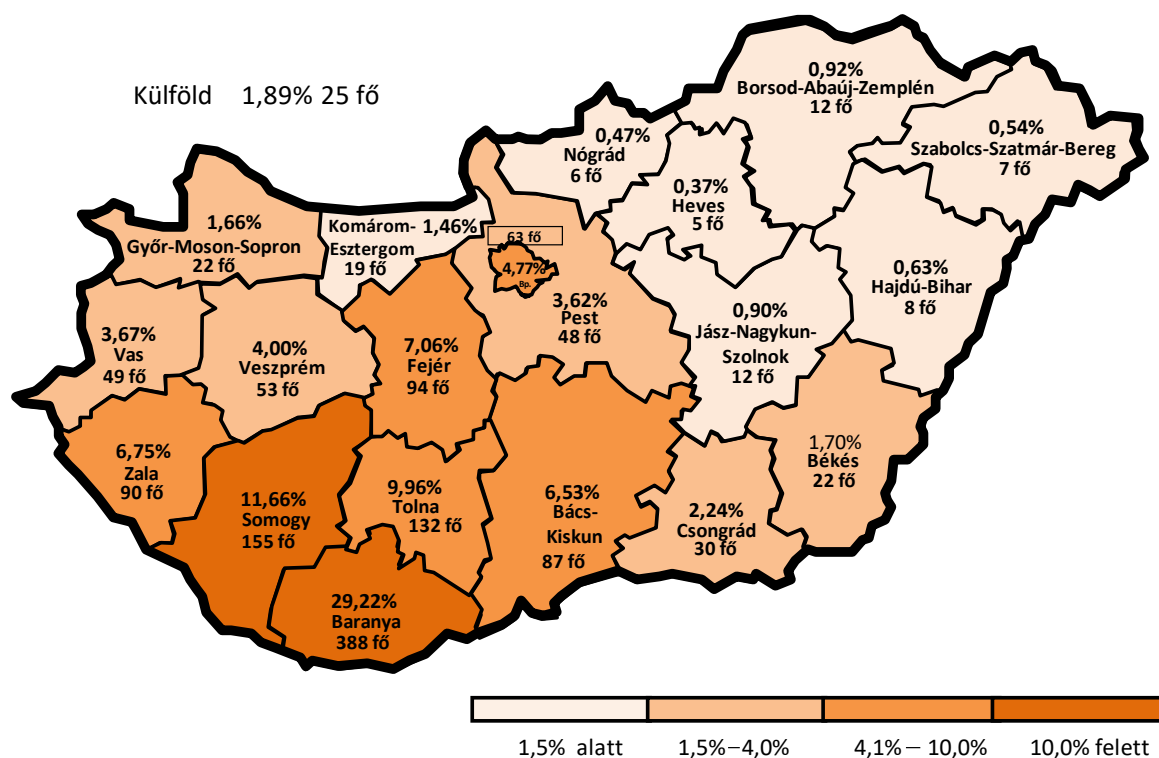 Külföld 1,89% 25 fő
0,92%
Borsod-Abaúj-Zemplén
12 fő
0,54%
Szabolcs-Szatmár-Bereg
7 fő
0,47%
Nógrád
6 fő
0,37%
Heves
5 fő
1,66%
Győr-Moson-Sopron
22 fő
Komárom- 1,46%
Esztergom
19 fő
63 fő
4,77%
Bp.
3,62%
Pest
48 fő
0,63%
Hajdú-Bihar
8 fő
0,90%
Jász-Nagykun-
Szolnok
12 fő
3,67%
Vas
49 fő
4,00%
Veszprém
53 fő
7,06%
Fejér
94 fő
6,75%
Zala
90 fő
11,66%
Somogy
155 fő
9,96%
Tolna
132 fő
6,53%
Bács-
Kiskun
87 fő
2,24%
Csongrád
30 fő
1,70%
Békés
22 fő
29,22%
Baranya
388 fő
1,5% alatt 1,5%–4,0% 4,1% – 10,0% 10,0% felett